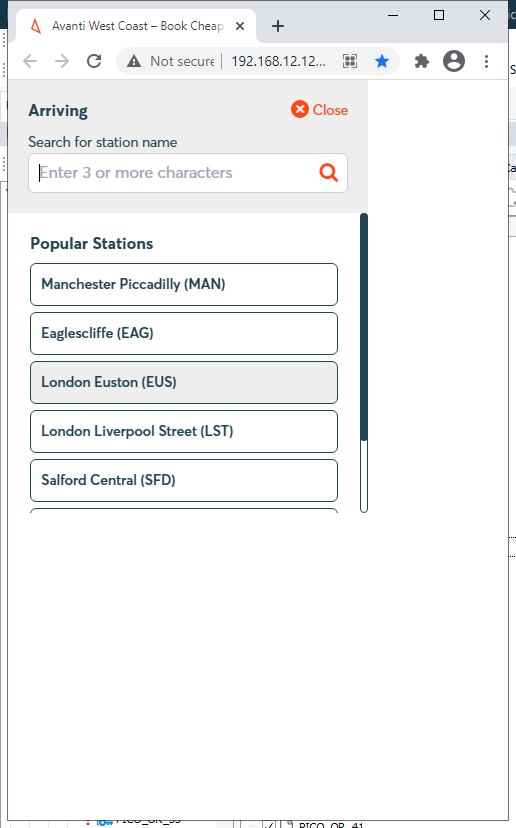 Avanti West Coast – Book Cheap
Not secure
192.168.12.12...
Arriving
Close
Search for station name
Enter 3 or more characters
Popular Stations
Manchester Piccadilly (MAN)
Eaglescliffe (EAG)
London Euston (EUS)
London Liverpool Street (LST)
Salford Central (SFD)